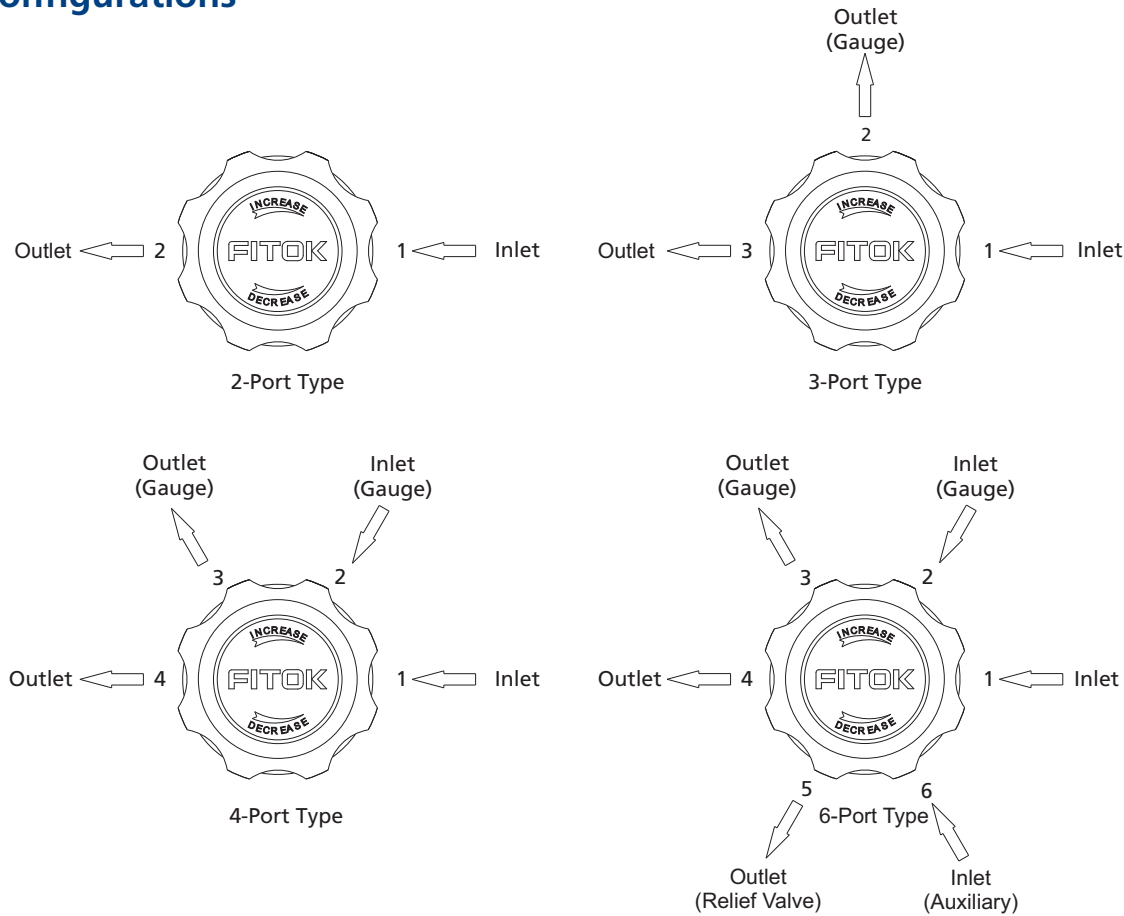 onfigurations
Outlet
(Gauge)
2
INCREASE
FITOK
DECREASE
Outlet
2
1
Inlet
2-Port Type
INCREASE
FITOK
DECREASE
Outlet
3
1
Inlet
3-Port Type
Outlet
(Gauge)
Inlet
(Gauge)
3
2
INCREASE
FITOK
DECREASE
Outlet
4
1
Inlet
4-Port Type
Outlet
(Gauge)
Inlet
(Gauge)
3
2
INCREASE
FITOK
DECREASE
Outlet
4
1
Inlet
5
6
6-Port Type
Outlet
(Relief Valve)
Inlet
(Auxiliary)